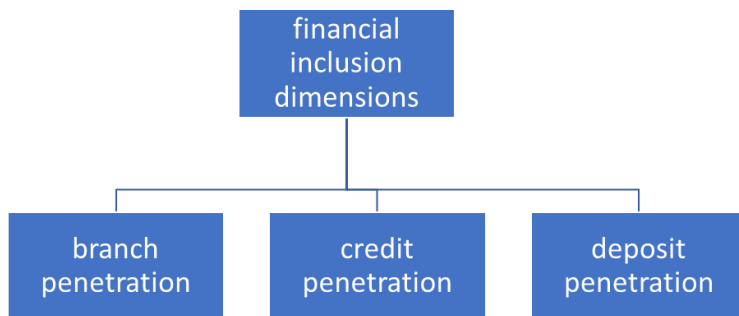 financial
inclusion
dimensions
branch
penetration
credit
penetration
deposit
penetration